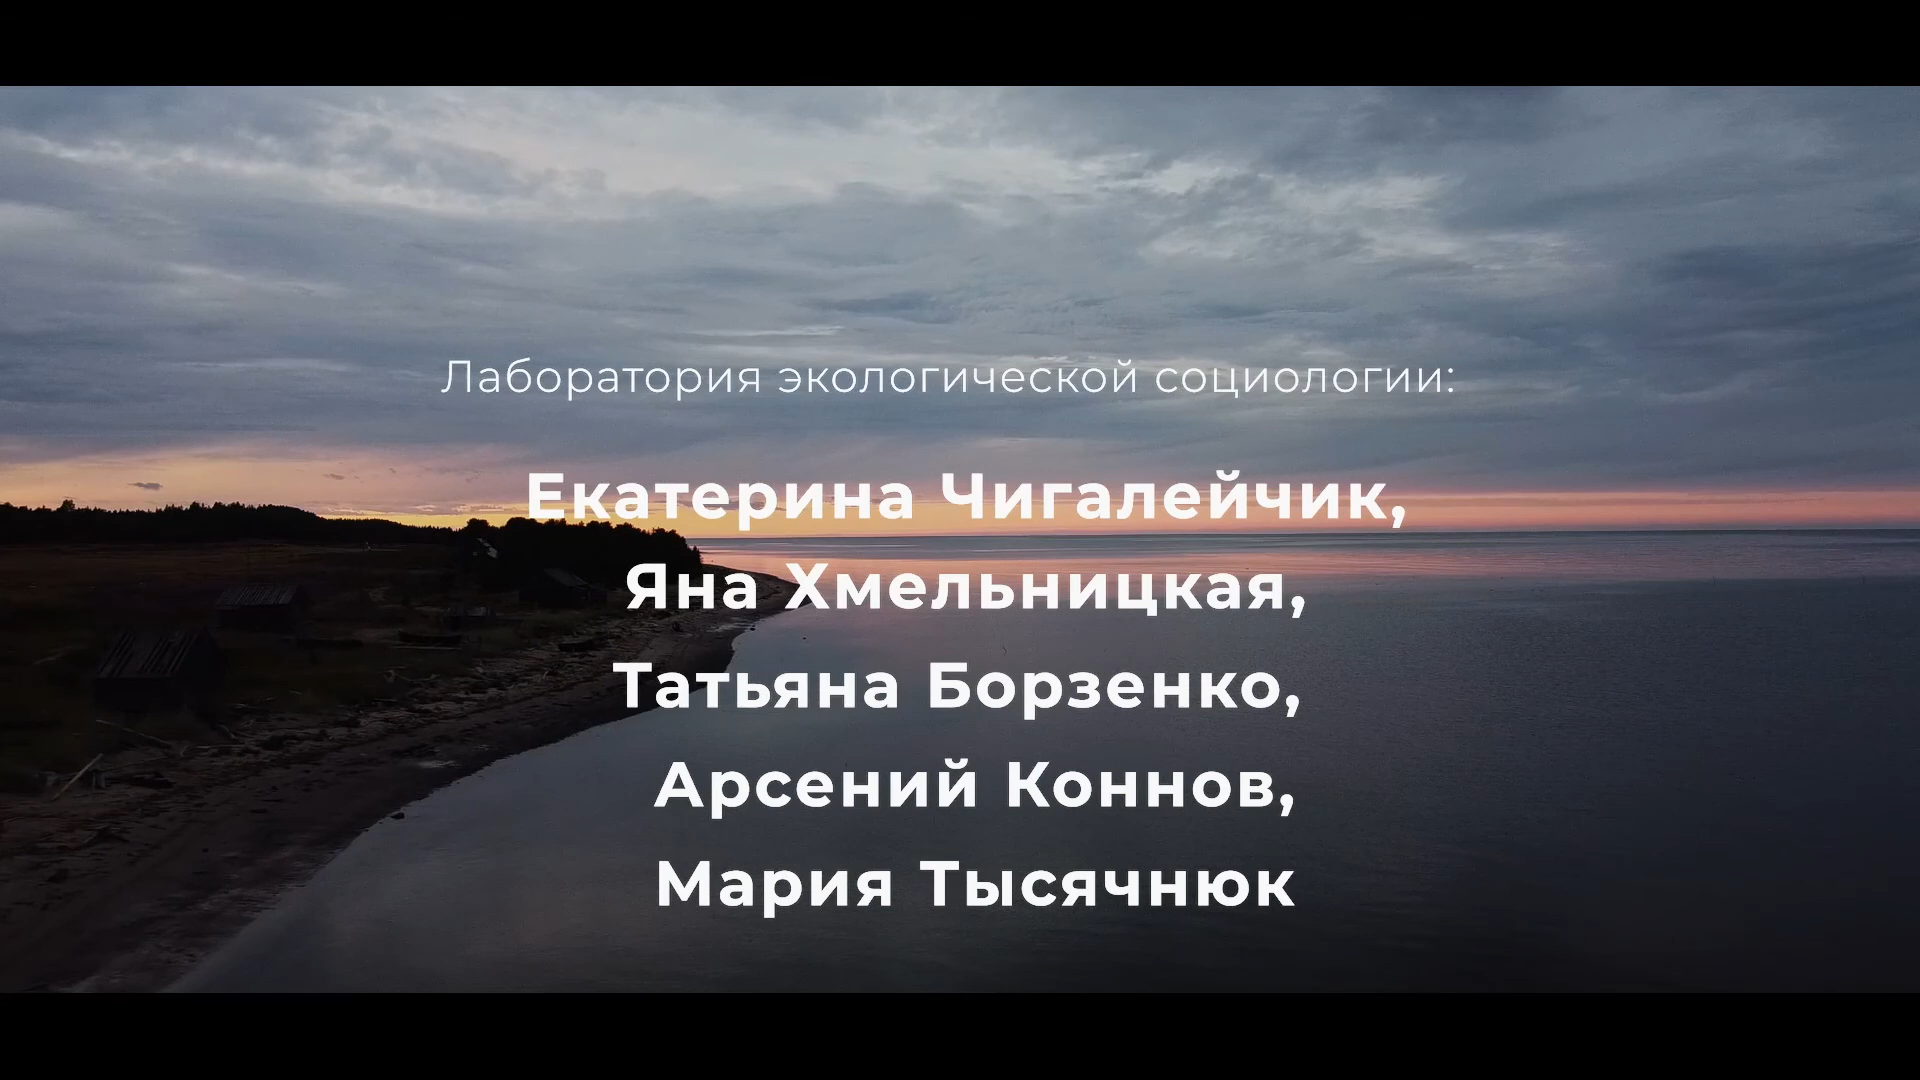 Лаборатория экологической социологии:
Екатерина Чигалейчик,
Яна Хмельницкая,
Татьяна Борзенко,
Арсений Коннов,
Мария Тысячнюк